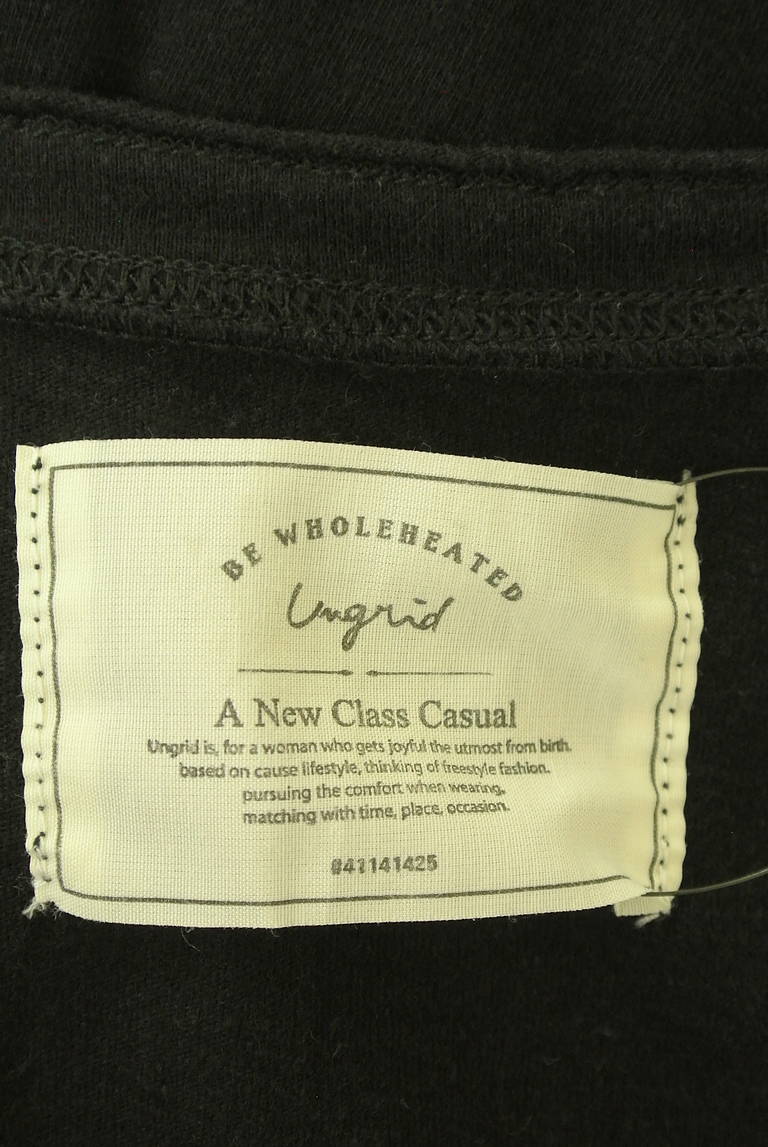 BE WHOLEHEATED
Ungrid
A New Class Casual
Ungrid is, for a woman who gets joyful the utmost from birth.
based on cause lifestyle, thinking of freestyle fashion.
pursuing the comfort when wearing,
matching with time, place, occasion.
#41141425